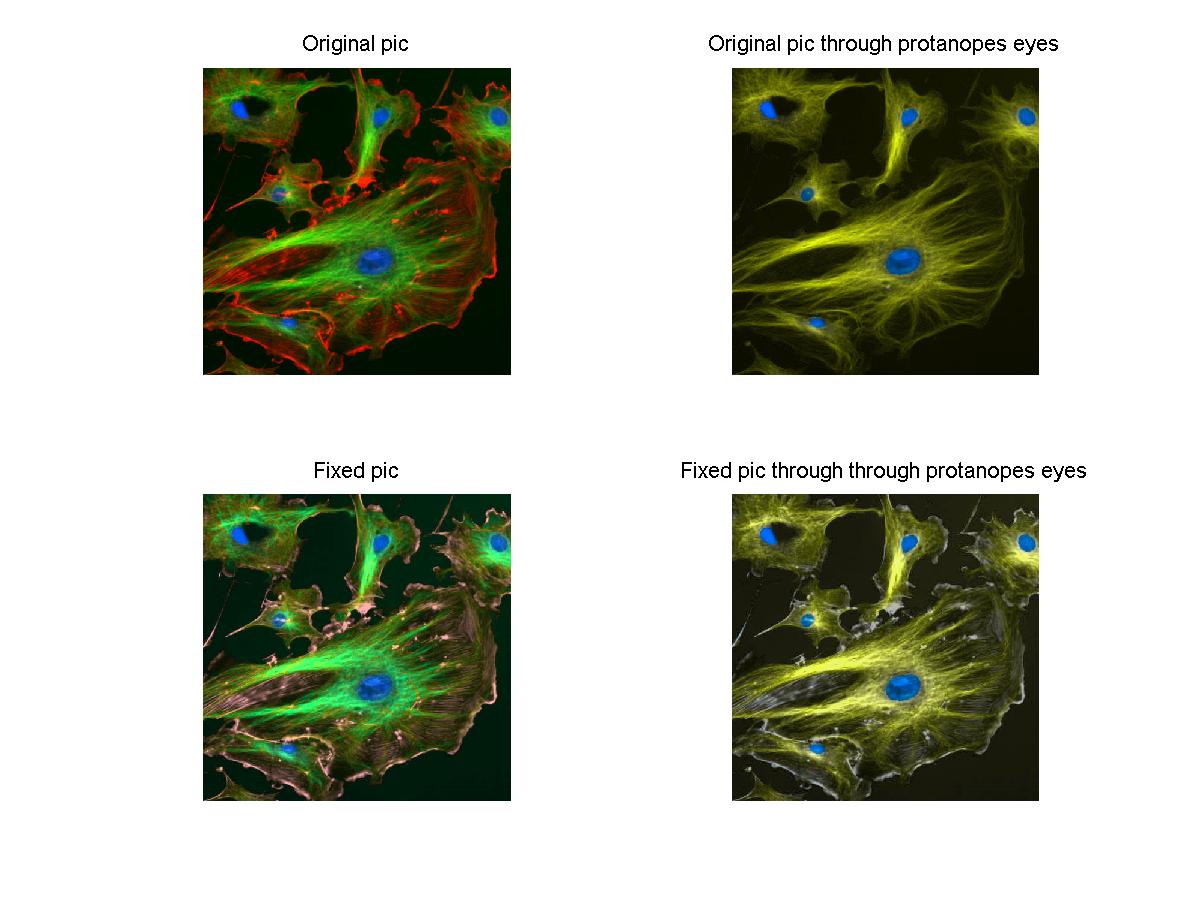 Original pic
Original pic through protanopes eyes
Fixed pic
Fixed pic through through protanopes eyes